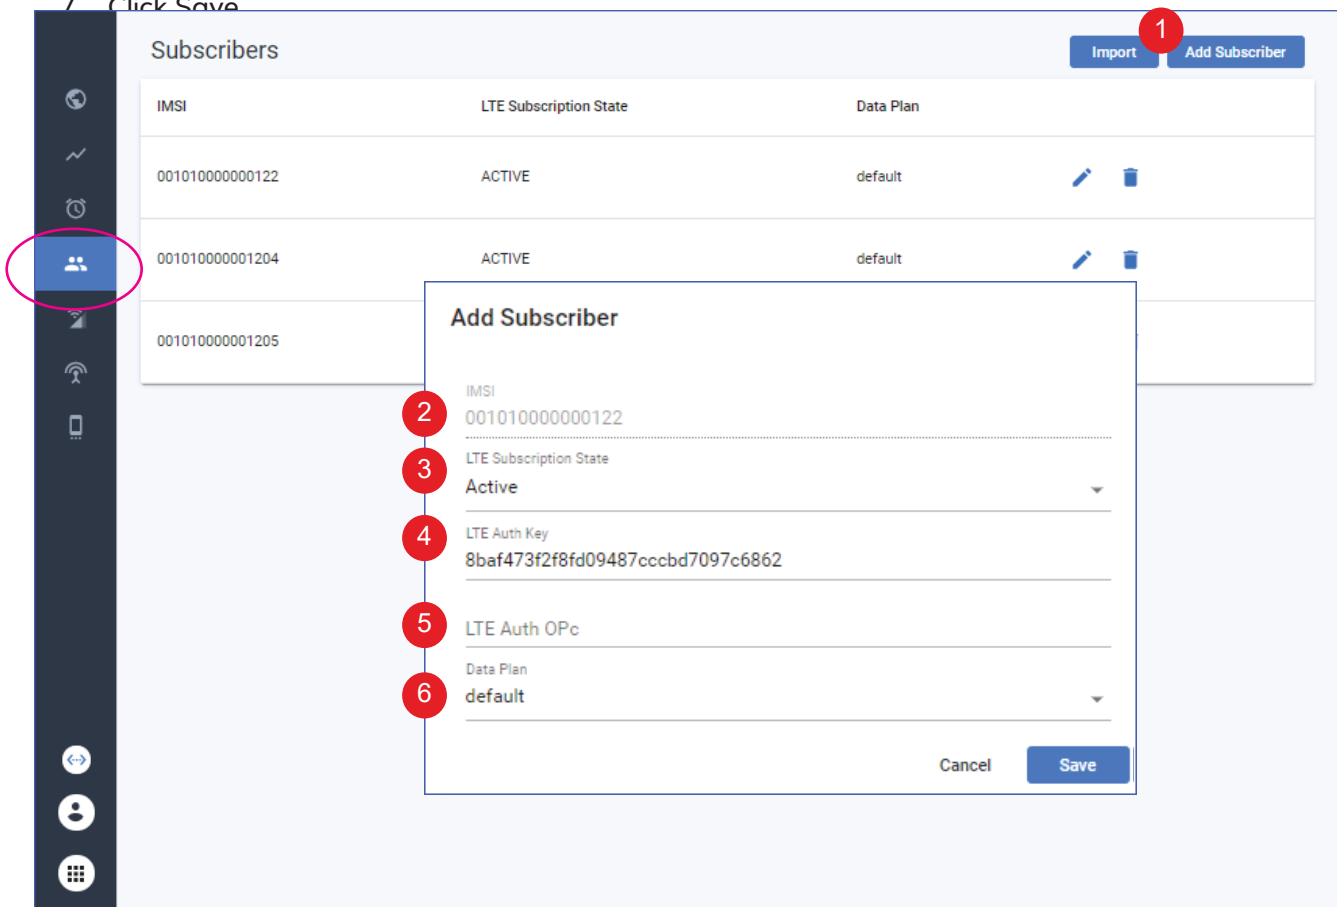 7. Click Save
Subscribers
1
Import
Add Subscriber
IMSI LTE Subscription State Data Plan
001010000000122 ACTIVE default
001010000001204 ACTIVE default
001010000001205
Add Subscriber
IMSI
2
001010000000122
LTE Subscription State
3
Active
LTE Auth Key
4
8baf473f2f8fd09487cccbd7097c6862
5
LTE Auth OPc
Data Plan
6
default
Cancel Save